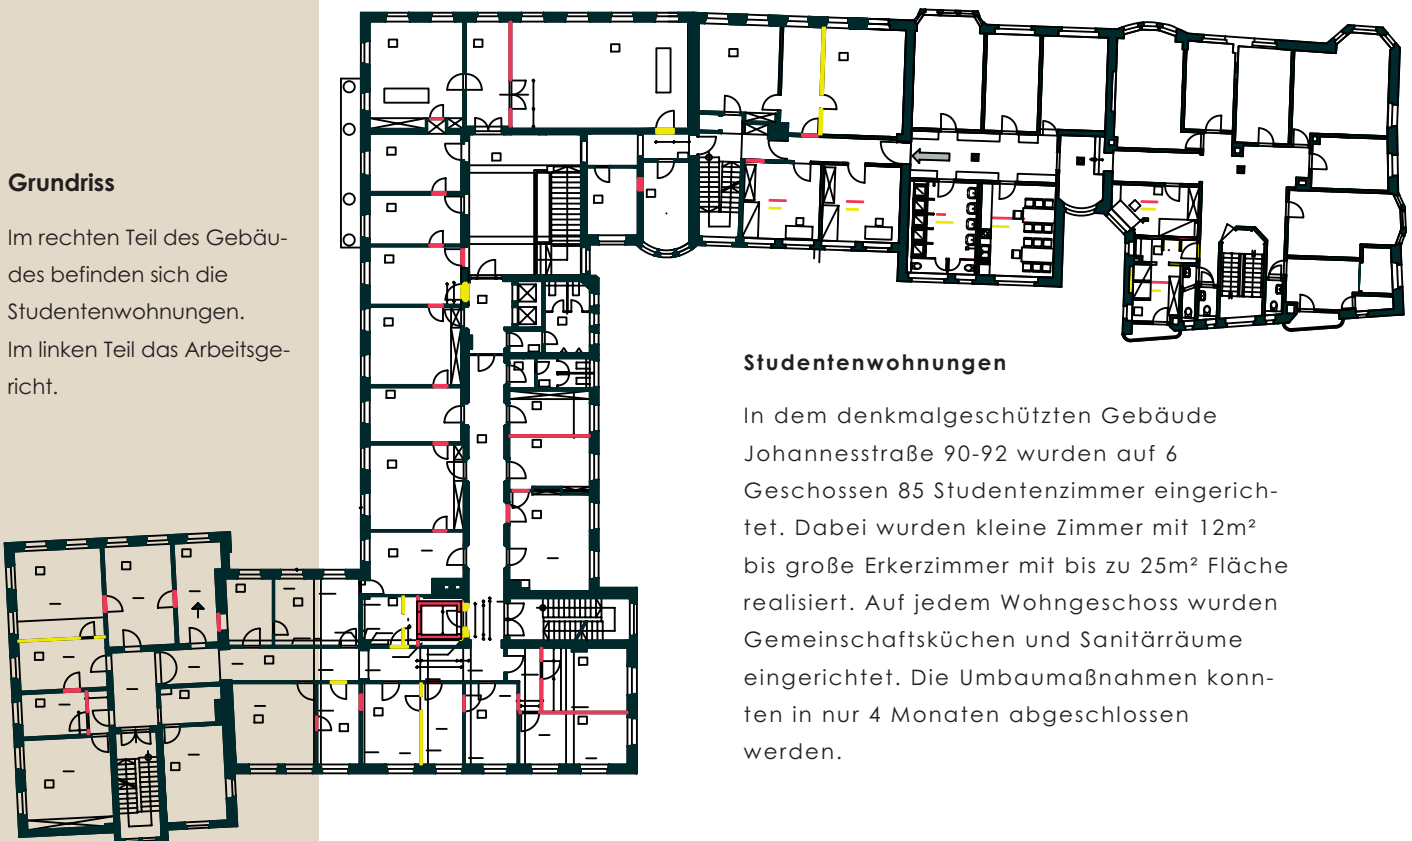 Grundriss
Im rechten Teil des Gebäu-
des befinden sich die
Studentenwohnungen.
Im linken Teil das Arbeitsge-
richt.
Studentenwohnungen
In dem denkmalgeschützten Gebäude
Johannesstraße 90-92 wurden auf 6
Geschossen 85 Studentenzimmer eingerich-
tet. Dabei wurden kleine Zimmer mit 12m²
bis große Erkerzimmer mit bis zu 25m² Fläche
realisiert. Auf jedem Wohngeschoss wurden
Gemeinschaftsküchen und Sanitärräume
eingerichtet. Die Umbaumaßnahmen konn-
ten in nur 4 Monaten abgeschlossen
werden.